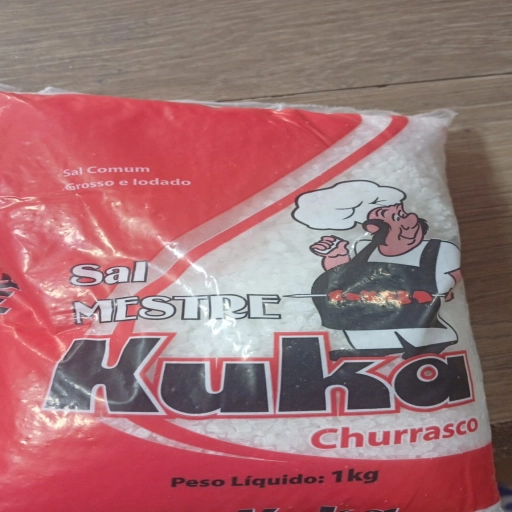 Sal Comum
Grosso e Iodado
Sal
MESTRE
Kuka
Churrasco
Peso Líquido: 1kg